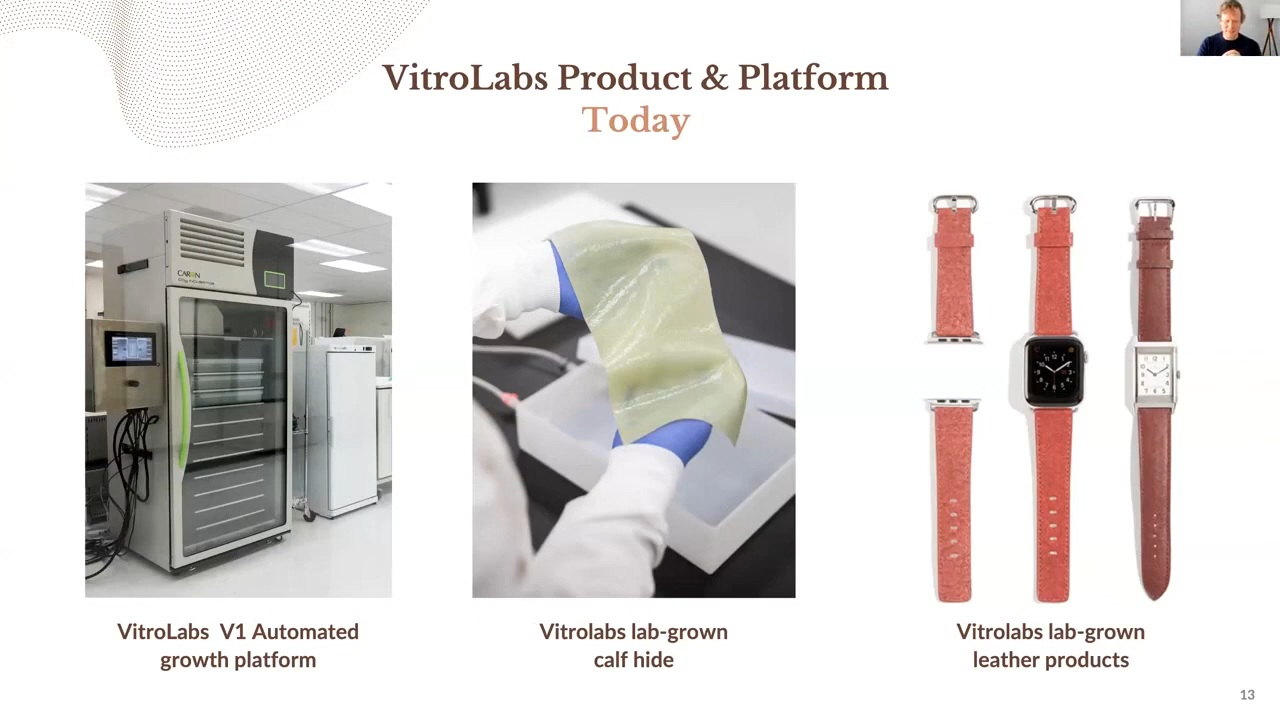 VitroLabs Product & Platform
Today
CARON
VitroLabs V1 Automated
growth platform
Vitrolabs lab-grown
calf hide
Vitrolabs lab-grown
leather products
13